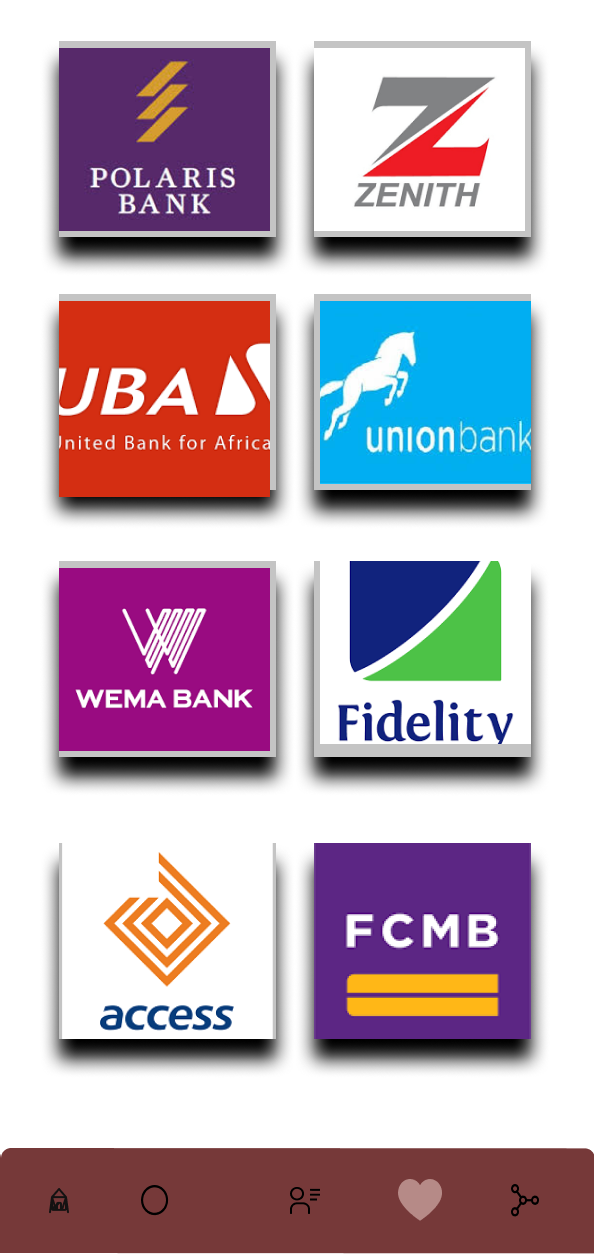 POLARIS
BANK
ZENITH
UBA
United Bank for Africa
unionbank
WEMA BANK
Fidelity
access
FCMB